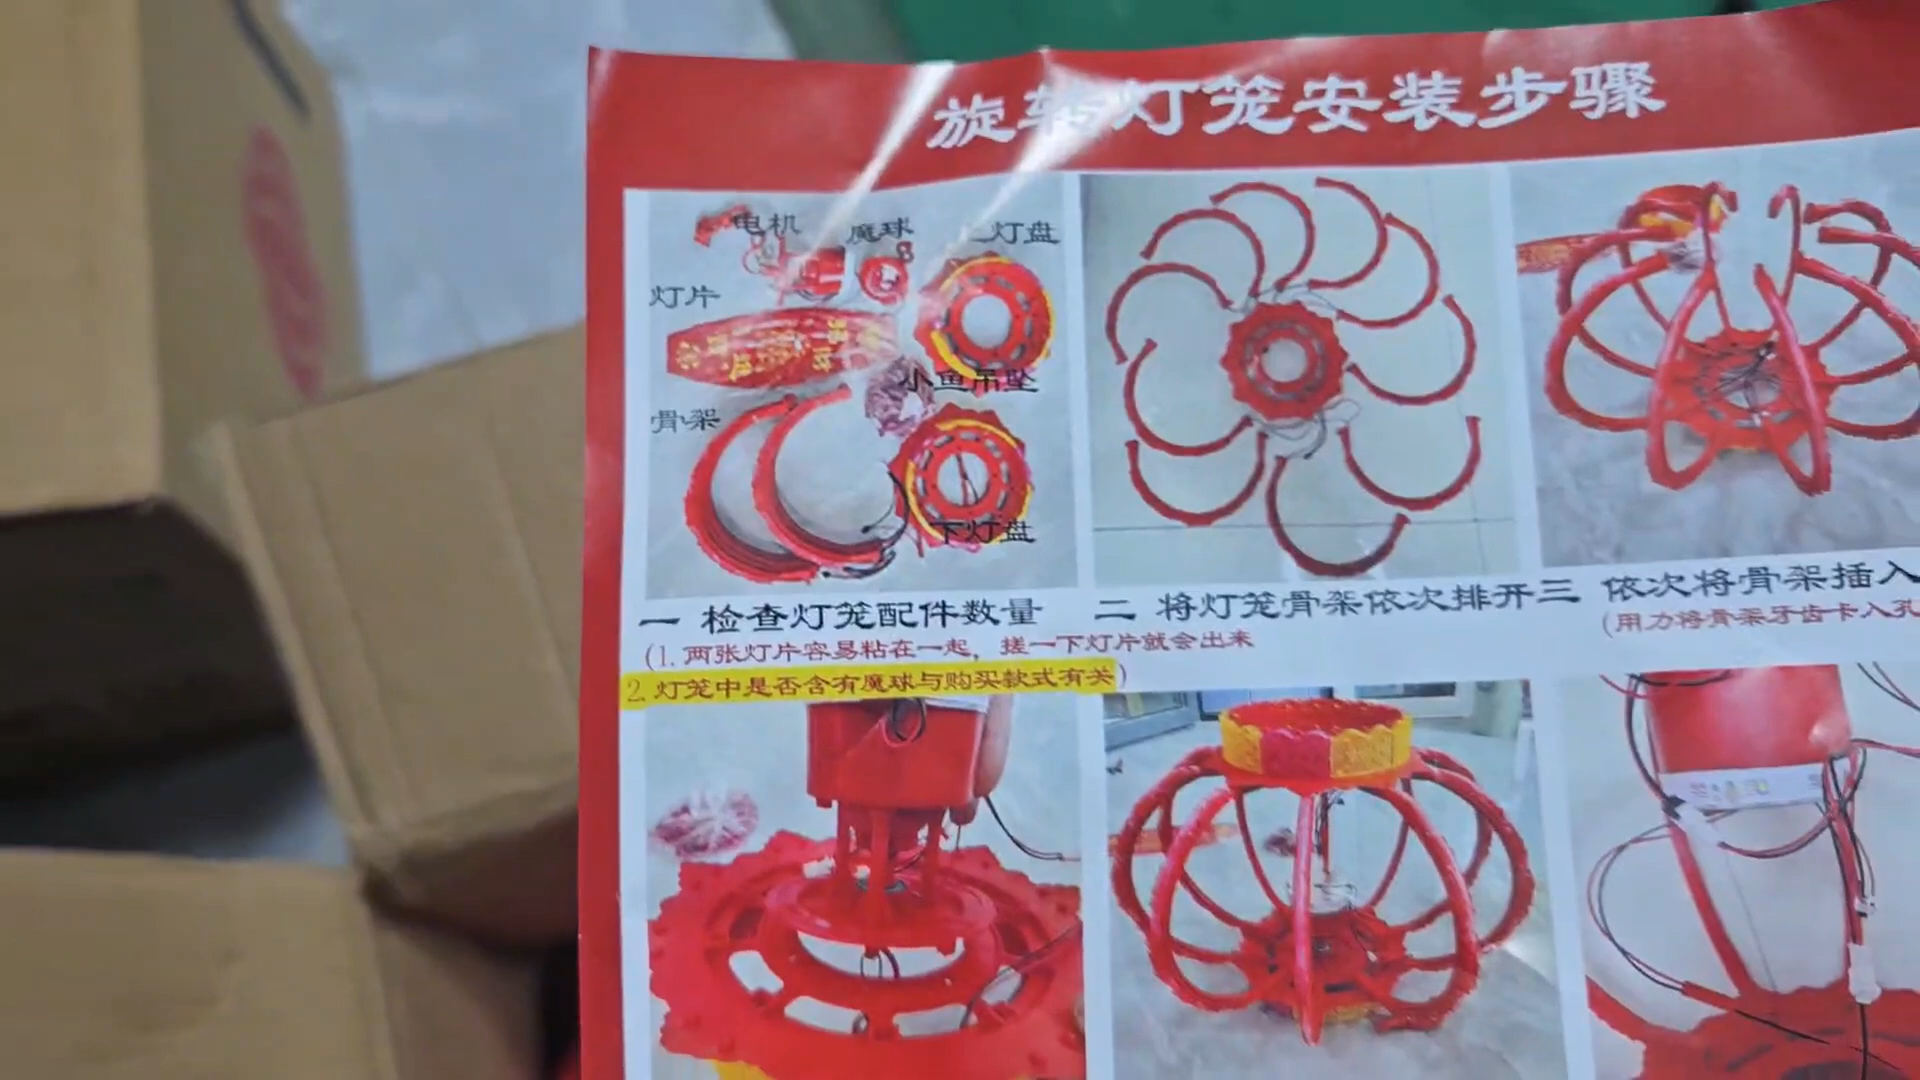 旋转灯笼安装步骤
电机
魔球
上灯盘
灯片
小鱼吊坠
骨架
下灯盘
一 检查灯笼配件数量
(1. 两张灯片容易粘在一起，搓一下灯片就会出来
2. 灯笼中是否含有魔球与购买款式有关)
二 将灯笼骨架依次排开
三 依次将骨架插入
(用力将骨架牙齿卡入孔